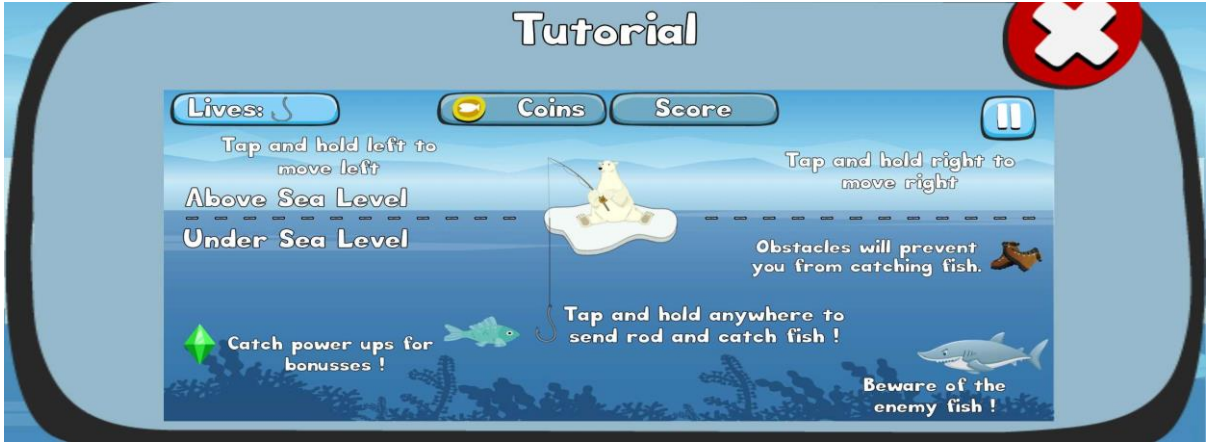 Tutorial
Lives:
Coins
Score
Tap and hold left to
move left
Tap and hold right to
move right
Above Sea Level
Under Sea Level
Obstacles will prevent
you from catching fish.
Tap and hold anywhere to
send rod and catch fish !
Catch power ups for
bonusses !
Beware of the
enemy fish !